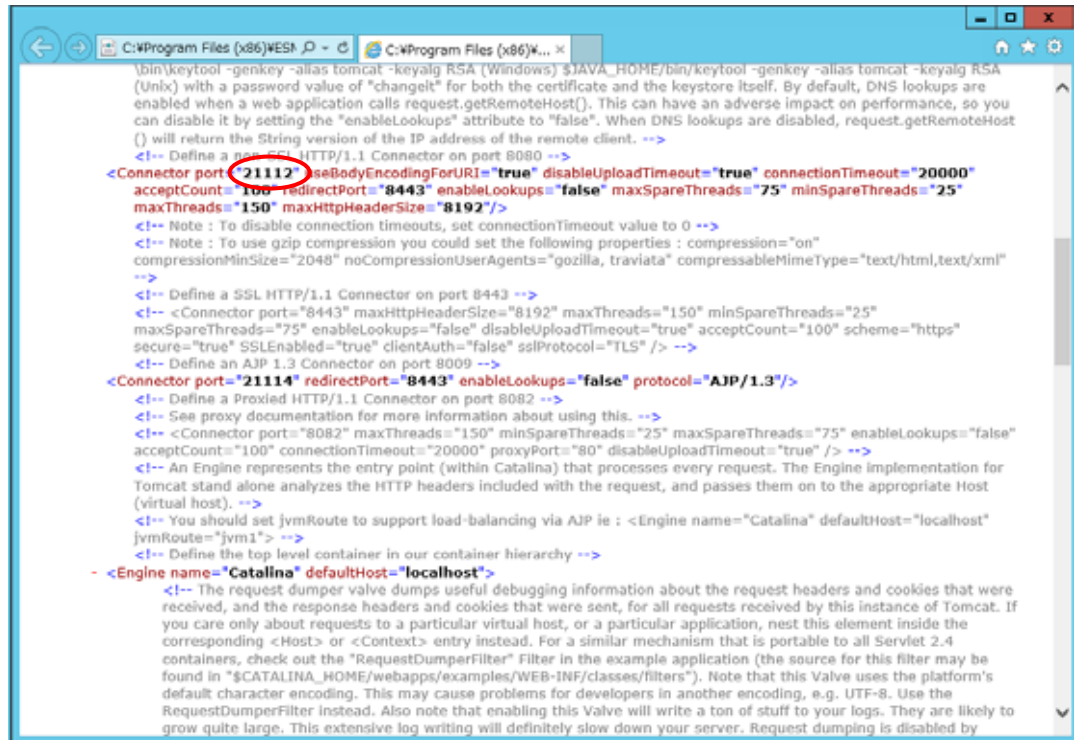 C:¥Program Files (x86)¥ESM
C:¥Program Files (x86)¥... ×
\bin\keytool -genkey -alias tomcat -keyalg RSA (Windows) $JAVA_HOME/bin/keytool -genkey -alias tomcat -keyalg RSA
(Unix) with a password value of "changeit" for both the certificate and the keystore itself. By default, DNS lookups are
enabled when a web application calls request.getRemoteHost(). This can have an adverse impact on performance, so you
can disable it by setting the "enableLookups" attribute to "false". When DNS lookups are disabled, request.getRemoteHost
() will return the String version of the IP address of the remote client. -->
<!-- Define a non-SSL HTTP/1.1 Connector on port 8080 -->
<Connector port="21112" useBodyEncodingForURI="true" disableUploadTimeout="true" connectionTimeout="20000"
acceptCount="100" redirectPort="8443" enableLookups="false" maxSpareThreads="75" minSpareThreads="25"
maxThreads="150" maxHttpHeaderSize="8192"/>
<!-- Note : To disable connection timeouts, set connectionTimeout value to 0 -->
<!-- Note : To use gzip compression you could set the following properties : compression="on"
compressionMinSize="2048" noCompressionUserAgents="gozilla, traviata" compressableMimeType="text/html,text/xml"
-->
<!-- Define a SSL HTTP/1.1 Connector on port 8443 -->
<!-- <Connector port="8443" maxHttpHeaderSize="8192" maxThreads="150" minSpareThreads="25"
maxSpareThreads="75" enableLookups="false" disableUploadTimeout="true" acceptCount="100" scheme="https"
secure="true" SSLEnabled="true" clientAuth="false" sslProtocol="TLS" /> -->
<!-- Define an AJP 1.3 Connector on port 8009 -->
<Connector port="21114" redirectPort="8443" enableLookups="false" protocol="AJP/1.3"/>
<!-- Define a Proxied HTTP/1.1 Connector on port 8082 -->
<!-- See proxy documentation for more information about using this. -->
<!-- <Connector port="8082" maxThreads="150" minSpareThreads="25" maxSpareThreads="75" enableLookups="false"
acceptCount="100" connectionTimeout="20000" proxyPort="80" disableUploadTimeout="true" /> -->
<!-- An Engine represents the entry point (within Catalina) that processes every request. The Engine implementation for
Tomcat stand alone analyzes the HTTP headers included with the request, and passes them on to the appropriate Host
(virtual host). -->
<!-- You should set jvmRoute to support load-balancing via AJP ie : <Engine name="Catalina" defaultHost="localhost"
jvmRoute="jvm1"> -->
<!-- Define the top level container in our container hierarchy -->
- <Engine name="Catalina" defaultHost="localhost">
<!-- The request dumper valve dumps useful debugging information about the request headers and cookies that were
received, and the response headers and cookies that were sent, for all requests received by this instance of Tomcat. If
you care only about requests to a particular virtual host, or a particular application, nest this element inside the
corresponding <Host> or <Context> entry instead. For a similar mechanism that is portable to all Servlet 2.4
containers, check out the "RequestDumperFilter" Filter in the example application (the source for this filter may be
found in "$CATALINA_HOME/webapps/examples/WEB-INF/classes/filters"). Note that this Valve uses the platform's
default character encoding. This may cause problems for developers in another encoding, e.g. UTF-8. Use the
RequestDumperFilter instead. Also note that enabling this Valve will write a ton of stuff to your logs. They are likely to
grow quite large. This extensive log writing will definitely slow down your server. Request dumping is disabled by